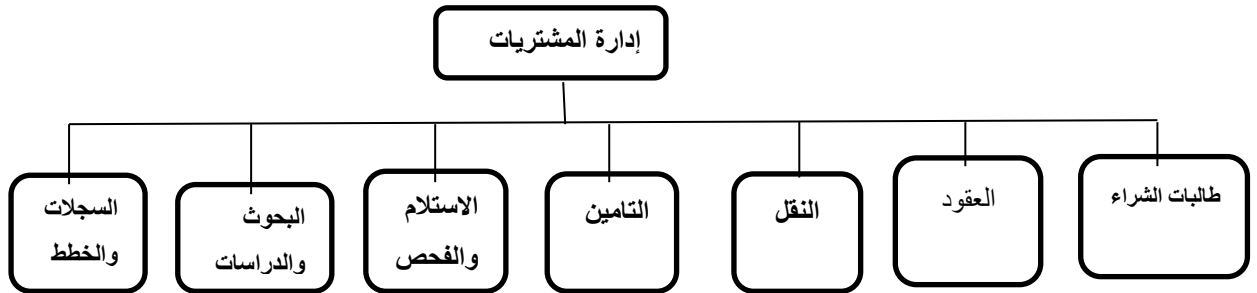 إدارة المشتريات
طالبات الشراء
العقود
النقل
التامين
الاستلام
والفحص
البحوث
والدراسات
السجلات
والخطط